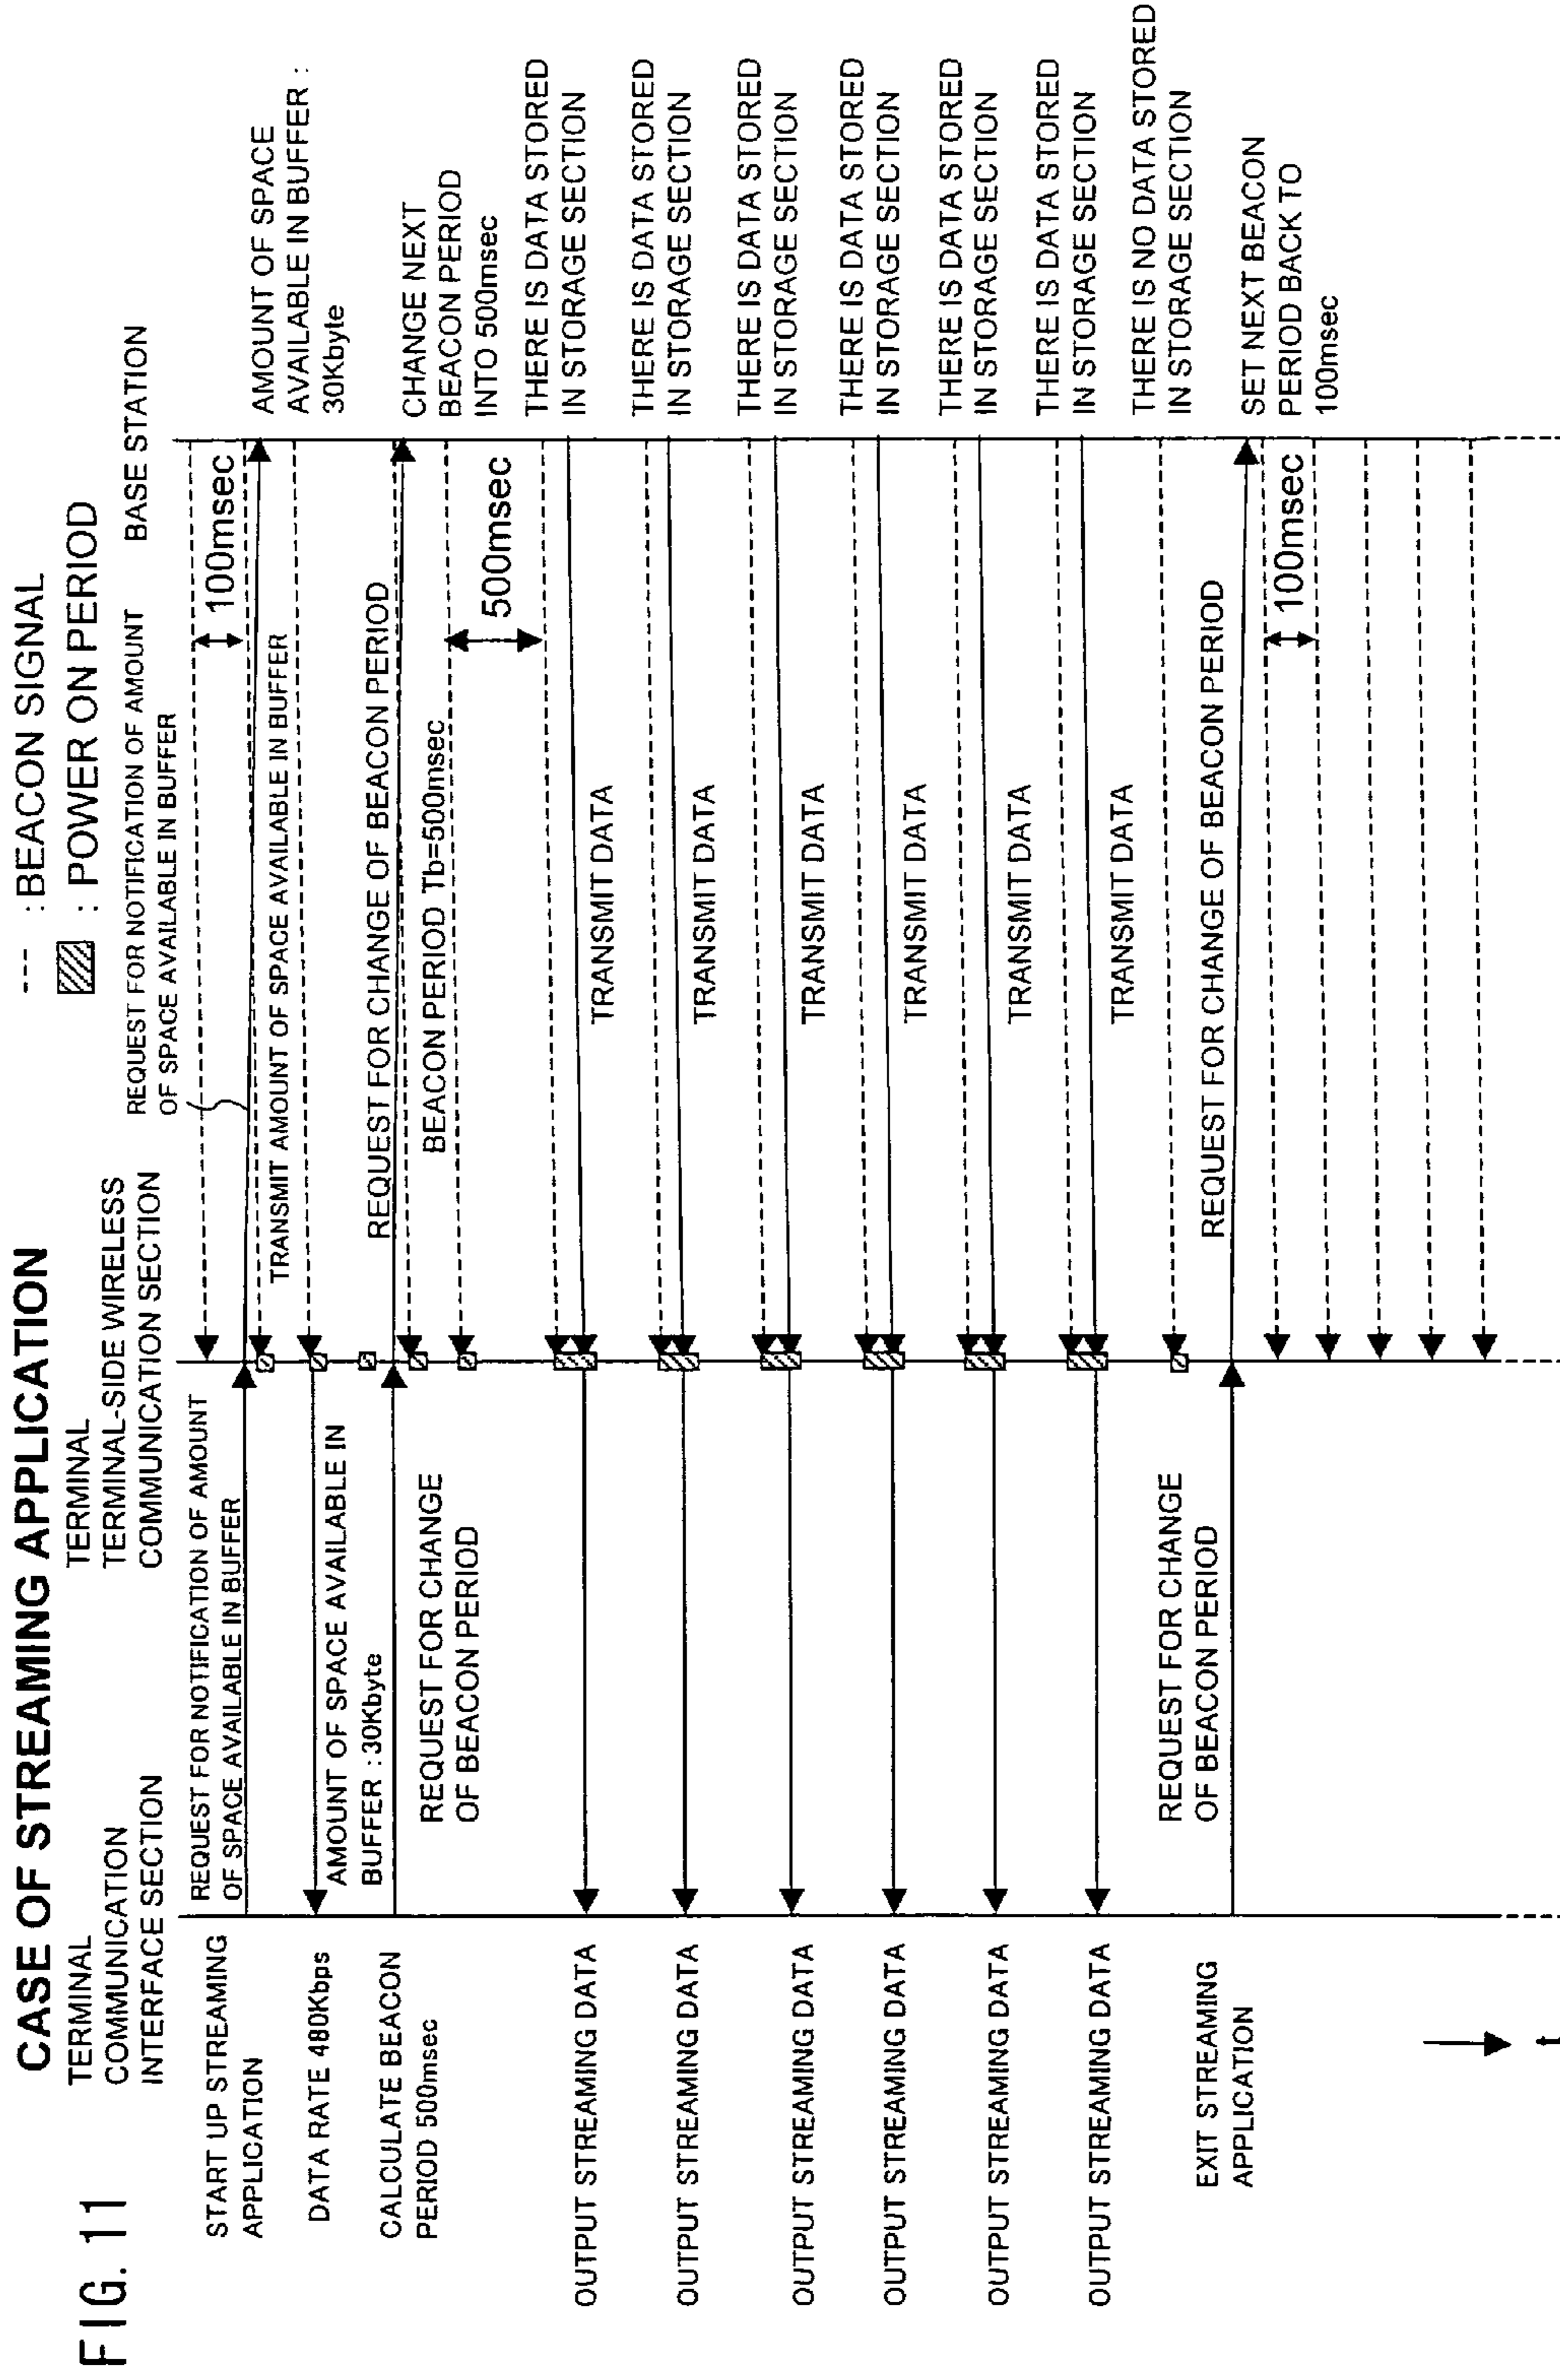 FIG. 11
CASE OF STREAMING APPLICATION
--- : BEACON SIGNAL
: POWER ON PERIOD
TERMINAL
COMMUNICATION
INTERFACE SECTION
TERMINAL
TERMINAL-SIDE WIRELESS
COMMUNICATION SECTION
BASE STATION
REQUEST FOR NOTIFICATION OF AMOUNT
OF SPACE AVAILABLE IN BUFFER
START UP STREAMING
APPLICATION
REQUEST FOR NOTIFICATION OF AMOUNT
OF SPACE AVAILABLE IN BUFFER
100msec
AMOUNT OF SPACE
AVAILABLE IN BUFFER :
30Kbyte
TRANSMIT AMOUNT OF SPACE AVAILABLE IN BUFFER
DATA RATE 480Kbps
AMOUNT OF SPACE AVAILABLE IN
BUFFER : 30Kbyte
CALCULATE BEACON
PERIOD 500msec
REQUEST FOR CHANGE
OF BEACON PERIOD
REQUEST FOR CHANGE OF BEACON PERIOD
BEACON PERIOD Tb=500msec
CHANGE NEXT
BEACON PERIOD
INTO 500msec
500msec
THERE IS DATA STORED
IN STORAGE SECTION
TRANSMIT DATA
OUTPUT STREAMING DATA
THERE IS DATA STORED
IN STORAGE SECTION
TRANSMIT DATA
OUTPUT STREAMING DATA
THERE IS DATA STORED
IN STORAGE SECTION
TRANSMIT DATA
OUTPUT STREAMING DATA
THERE IS DATA STORED
IN STORAGE SECTION
TRANSMIT DATA
OUTPUT STREAMING DATA
THERE IS DATA STORED
IN STORAGE SECTION
TRANSMIT DATA
OUTPUT STREAMING DATA
THERE IS DATA STORED
IN STORAGE SECTION
TRANSMIT DATA
OUTPUT STREAMING DATA
THERE IS NO DATA STORED
IN STORAGE SECTION
EXIT STREAMING
APPLICATION
REQUEST FOR CHANGE
OF BEACON PERIOD
REQUEST FOR CHANGE OF BEACON PERIOD
SET NEXT BEACON
PERIOD BACK TO
100msec
100msec
t